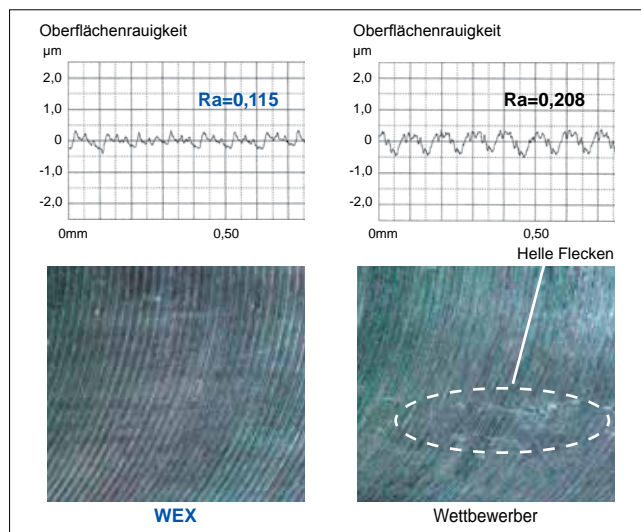 Oberflächenrauigkeit
µm
2,0
1,0
0
-1,0
-2,0
0mm 0,50
Ra=0,115
Oberflächenrauigkeit
µm
2,0
1,0
0
-1,0
-2,0
0mm 0,50
Ra=0,208
Helle Flecken
WEX
Wettbewerber